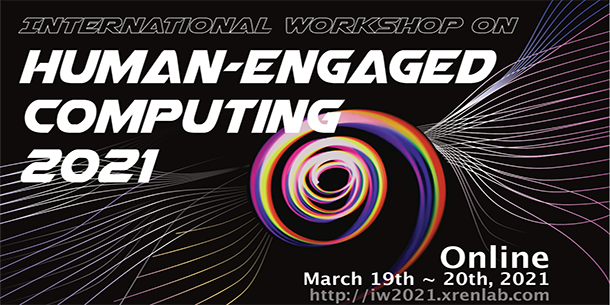 INTERNATIONAL WORKSHOP ON
HUMAN-ENGAGED
COMPUTING
2021
Online
March 19th ~ 20th, 2021
http://iw2021.xrenlab.com